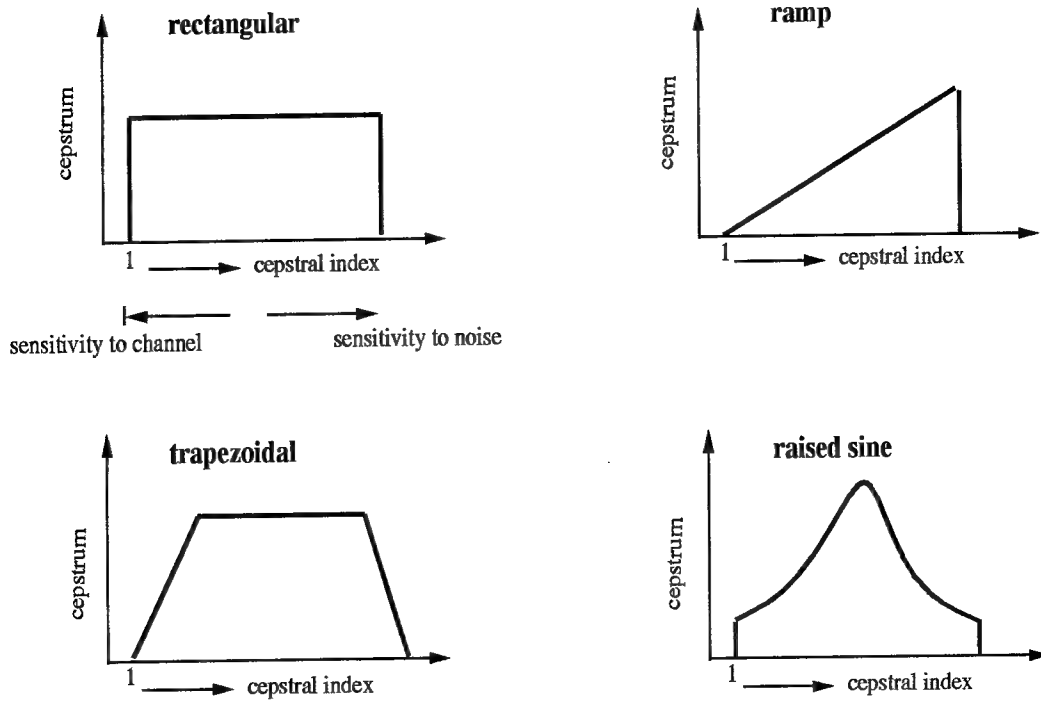 rectangular
cepstrum
1
cepstral index
sensitivity to channel
sensitivity to noise
ramp
cepstrum
1
cepstral index
trapezoidal
cepstrum
1
cepstral index
raised sine
cepstrum
1
cepstral index